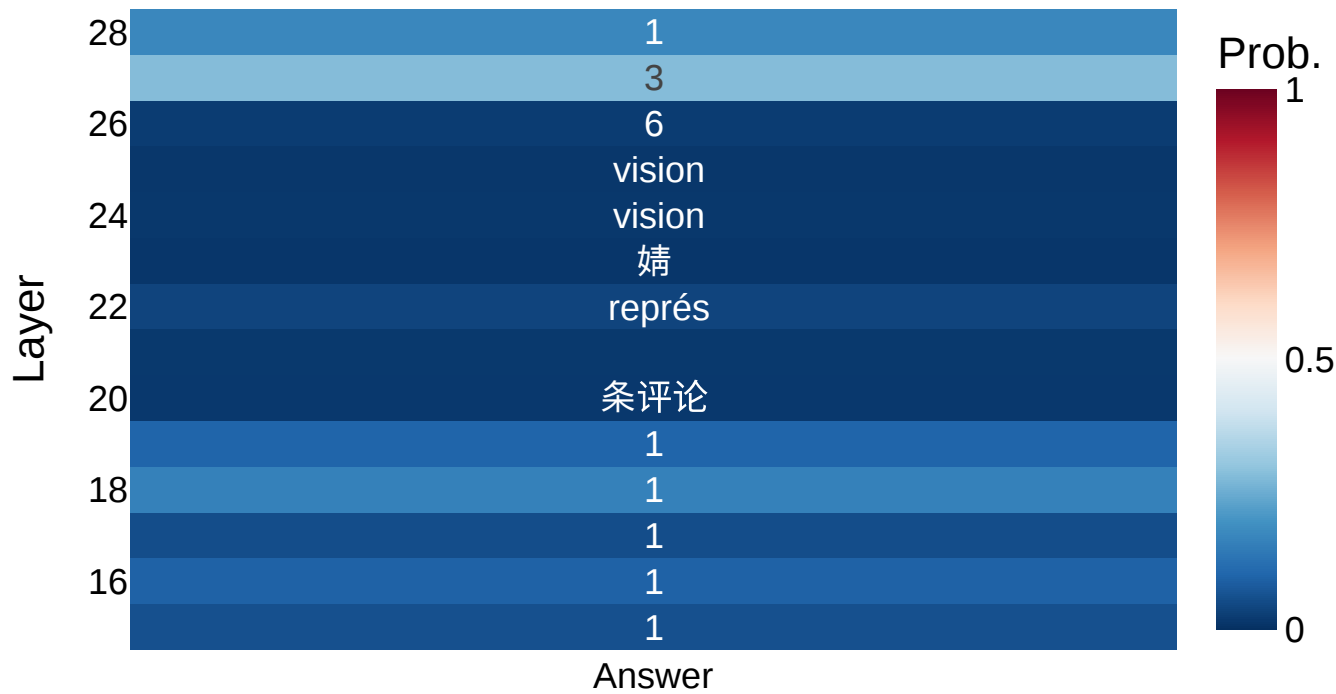 28
1
Prob.
3
1
26
6
vision
24
vision
婧
22
représ
0.5
Layer
20
条评论
1
18
1
1
16
1
1
0
Answer